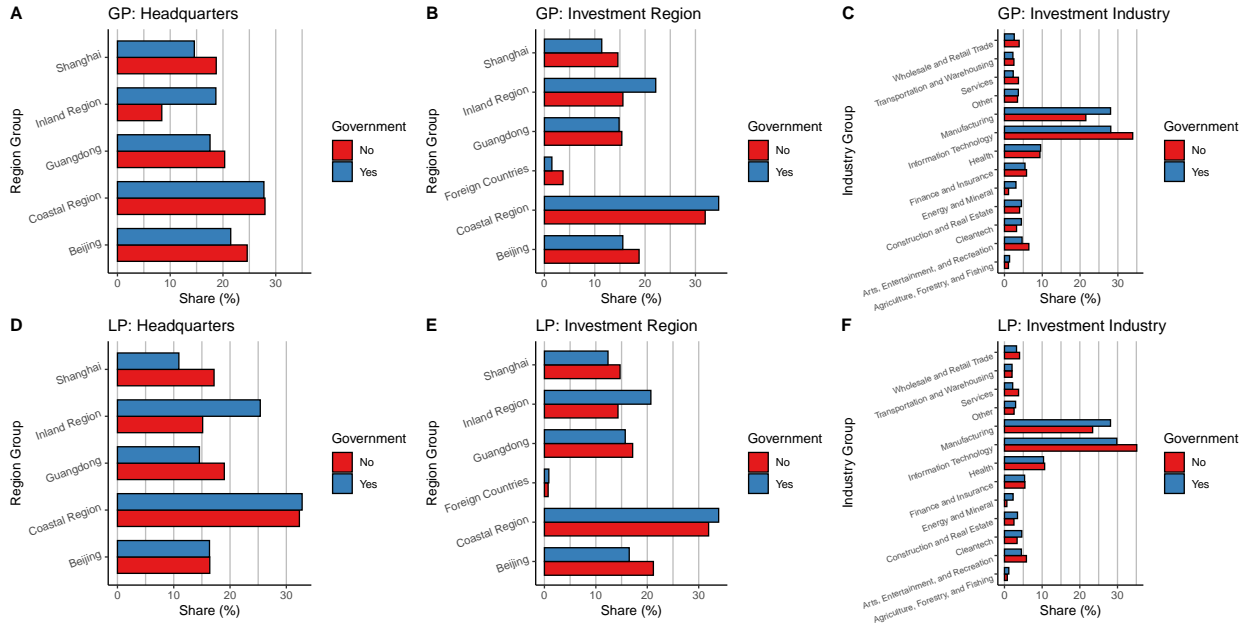 A
GP: Headquarters
Region Group
Shanghai
Inland Region
Guangdong
Coastal Region
Beijing
0 10 20 30
Share (%)
Government
No
Yes
B
GP: Investment Region
Region Group
Shanghai
Inland Region
Guangdong
Foreign Countries
Coastal Region
Beijing
0 10 20 30
Share (%)
Government
No
Yes
C
GP: Investment Industry
Industry Group
Wholesale and Retail Trade
Transportation and Warehousing
Services
Other
Manufacturing
Information Technology
Health
Finance and Insurance
Energy and Mineral
Construction and Real Estate
Cleantech
Arts, Entertainment, and Recreation
Agriculture, Forestry, and Fishing
0 10 20 30
Share (%)
Government
No
Yes
D
LP: Headquarters
Region Group
Shanghai
Inland Region
Guangdong
Coastal Region
Beijing
0 10 20 30
Share (%)
Government
No
Yes
E
LP: Investment Region
Region Group
Shanghai
Inland Region
Guangdong
Foreign Countries
Coastal Region
Beijing
0 10 20 30
Share (%)
Government
No
Yes
F
LP: Investment Industry
Industry Group
Wholesale and Retail Trade
Transportation and Warehousing
Services
Other
Manufacturing
Information Technology
Health
Finance and Insurance
Energy and Mineral
Construction and Real Estate
Cleantech
Arts, Entertainment, and Recreation
Agriculture, Forestry, and Fishing
0 10 20 30
Share (%)
Government
No
Yes